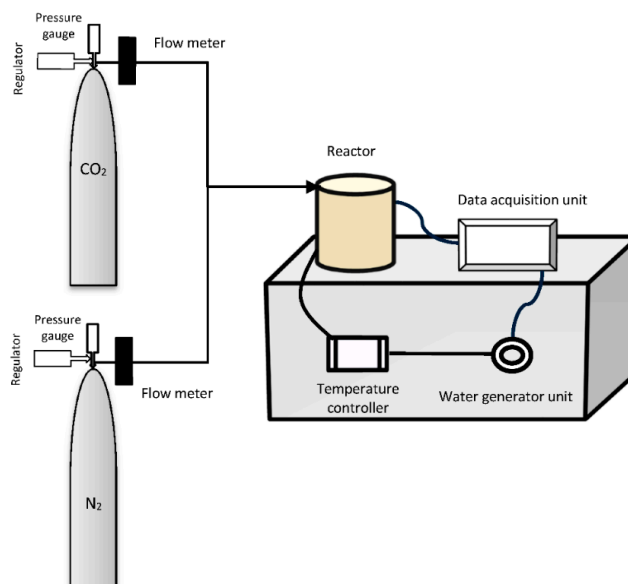 Pressure
gauge
Regulator
Flow meter
CO₂
Reactor
Data acquisition unit
Pressure
gauge
Regulator
Flow meter
Temperature
controller
Water generator unit
N₂